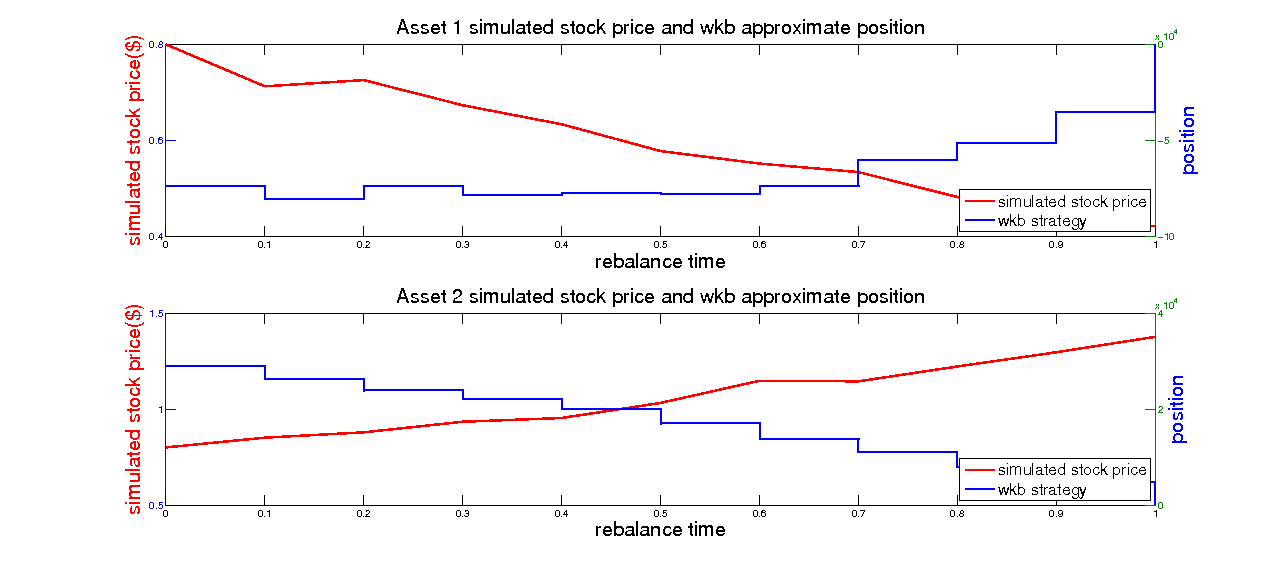 Asset 1 simulated stock price and wkb approximate position
x 10^4
simulated stock price($)
0.8
0.6
0.4
0
-5
-10
position
simulated stock price
wkb strategy
0 0.1 0.2 0.3 0.4 0.5 0.6 0.7 0.8 0.9 1
rebalance time
Asset 2 simulated stock price and wkb approximate position
x 10^4
simulated stock price($)
1.5
1
0.5
4
2
0
position
simulated stock price
wkb strategy
0 0.1 0.2 0.3 0.4 0.5 0.6 0.7 0.8 0.9 1
rebalance time